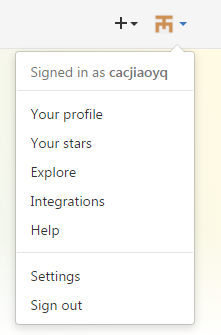 Signed in as cacjiaoyq
Your profile
Your stars
Explore
Integrations
Help
Settings
Sign out